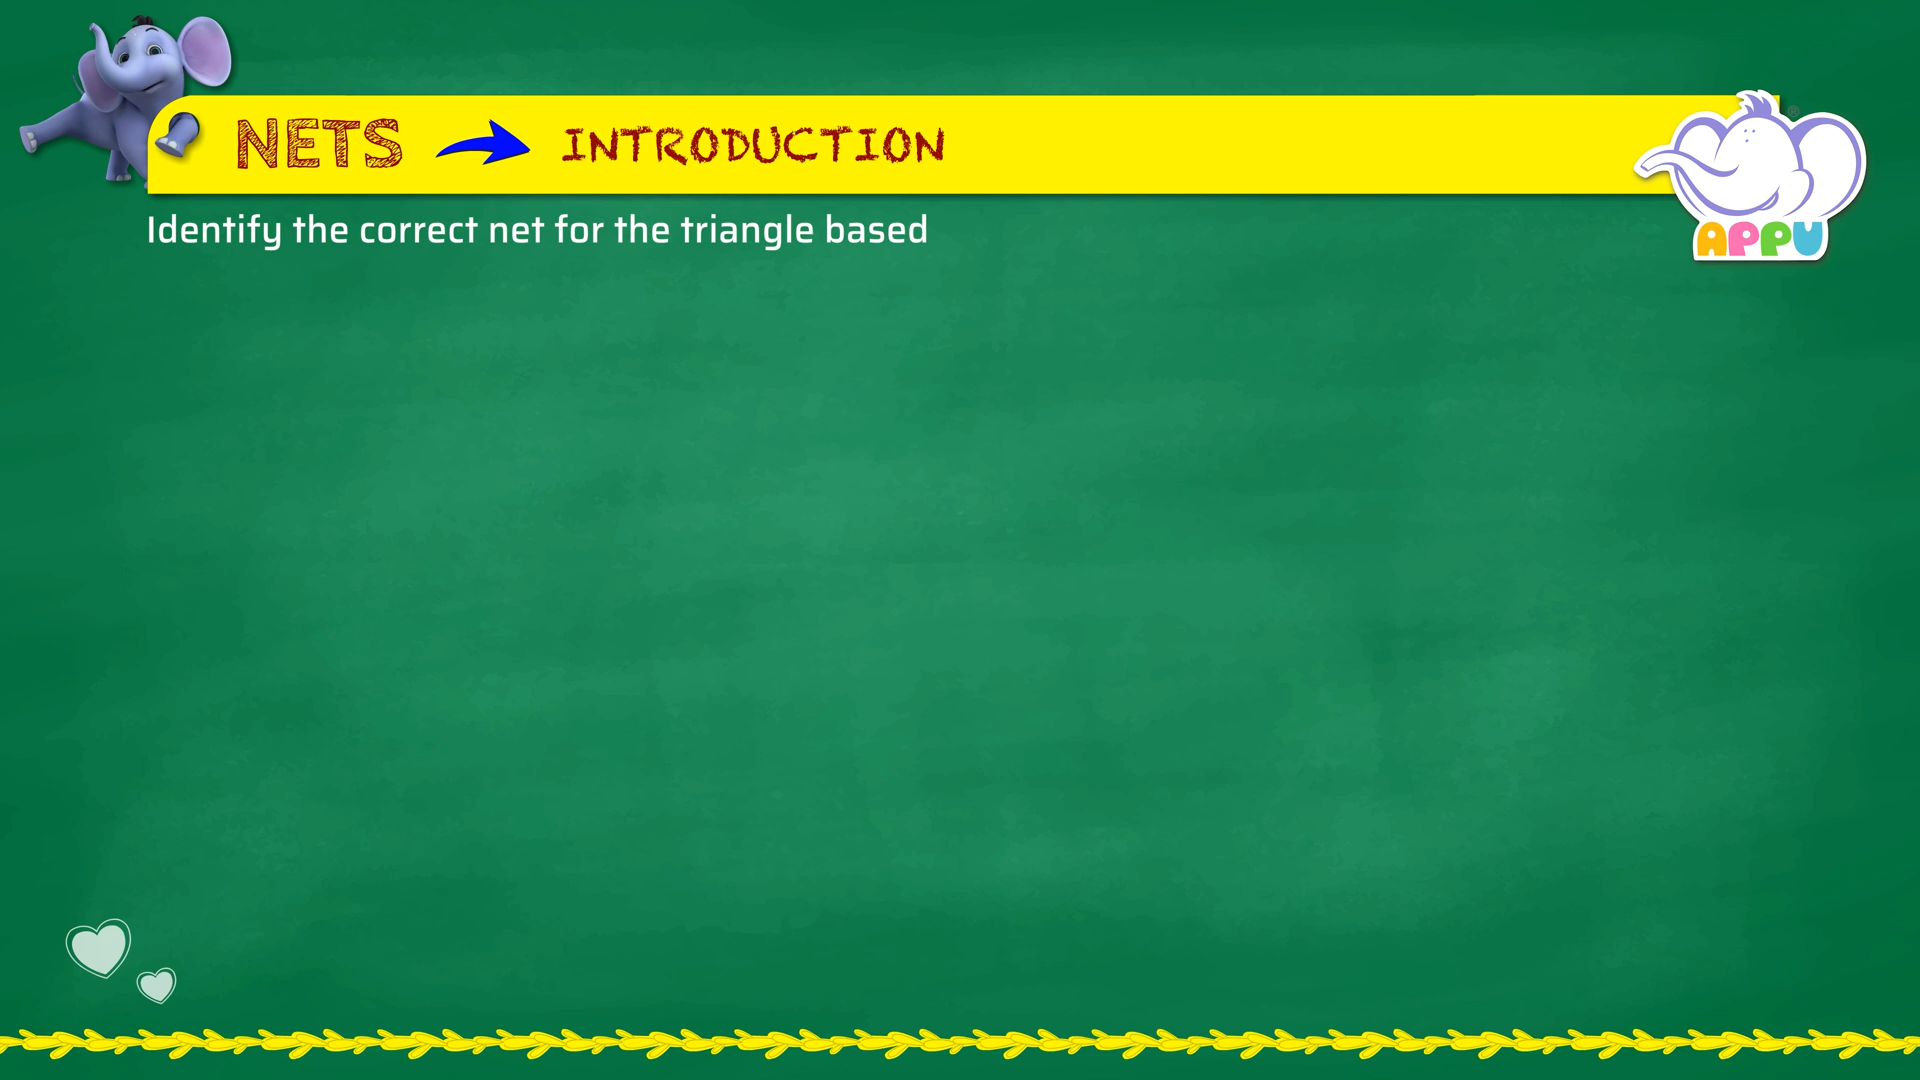 NETS INTRODUCTION
Identify the correct net for the triangle based
APPU